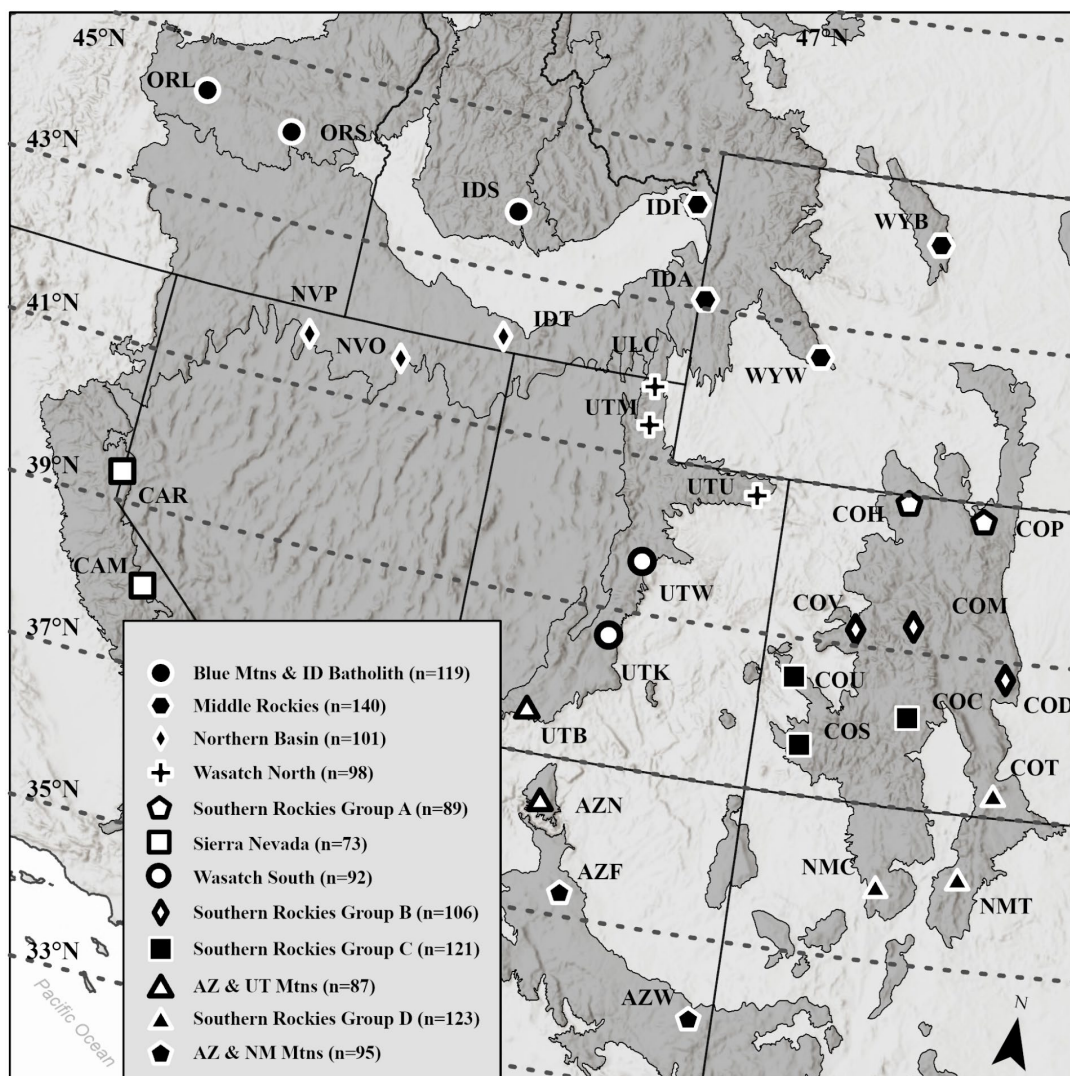 45°N
47°N
ORL
ORS
43°N
IDS
IDI
WYB
IDA
NVP
41°N
IDT
NVO
ULC
WYW
UTM
39°N
CAR
UTU
COH
COP
CAM
UTW
COV
COM
37°N
UTK
COU
COC
COD
COS
UTB
COT
35°N
AZN
AZF
NMC
NMT
33°N
AZW
Pacific Ocean
N
Blue Mtns & ID Batholith (n=119)
Middle Rockies (n=140)
Northern Basin (n=101)
Wasatch North (n=98)
Southern Rockies Group A (n=89)
Sierra Nevada (n=73)
Wasatch South (n=92)
Southern Rockies Group B (n=106)
Southern Rockies Group C (n=121)
AZ & UT Mtns (n=87)
Southern Rockies Group D (n=123)
AZ & NM Mtns (n=95)